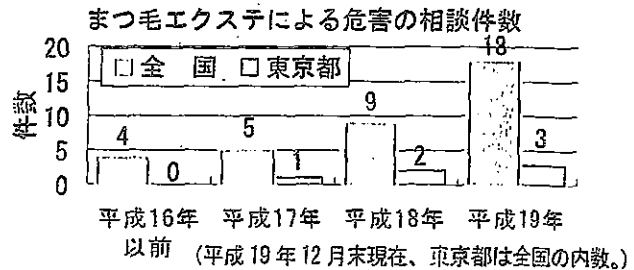 まつ毛エクステによる危害の相談件数
件数
20
15
10
5
0
全国 東京都
4 0 5 1 9 2 18 3
平成16年以前 平成17年 平成18年 平成19年
(平成19年12月末現在、東京都は全国の内数。)